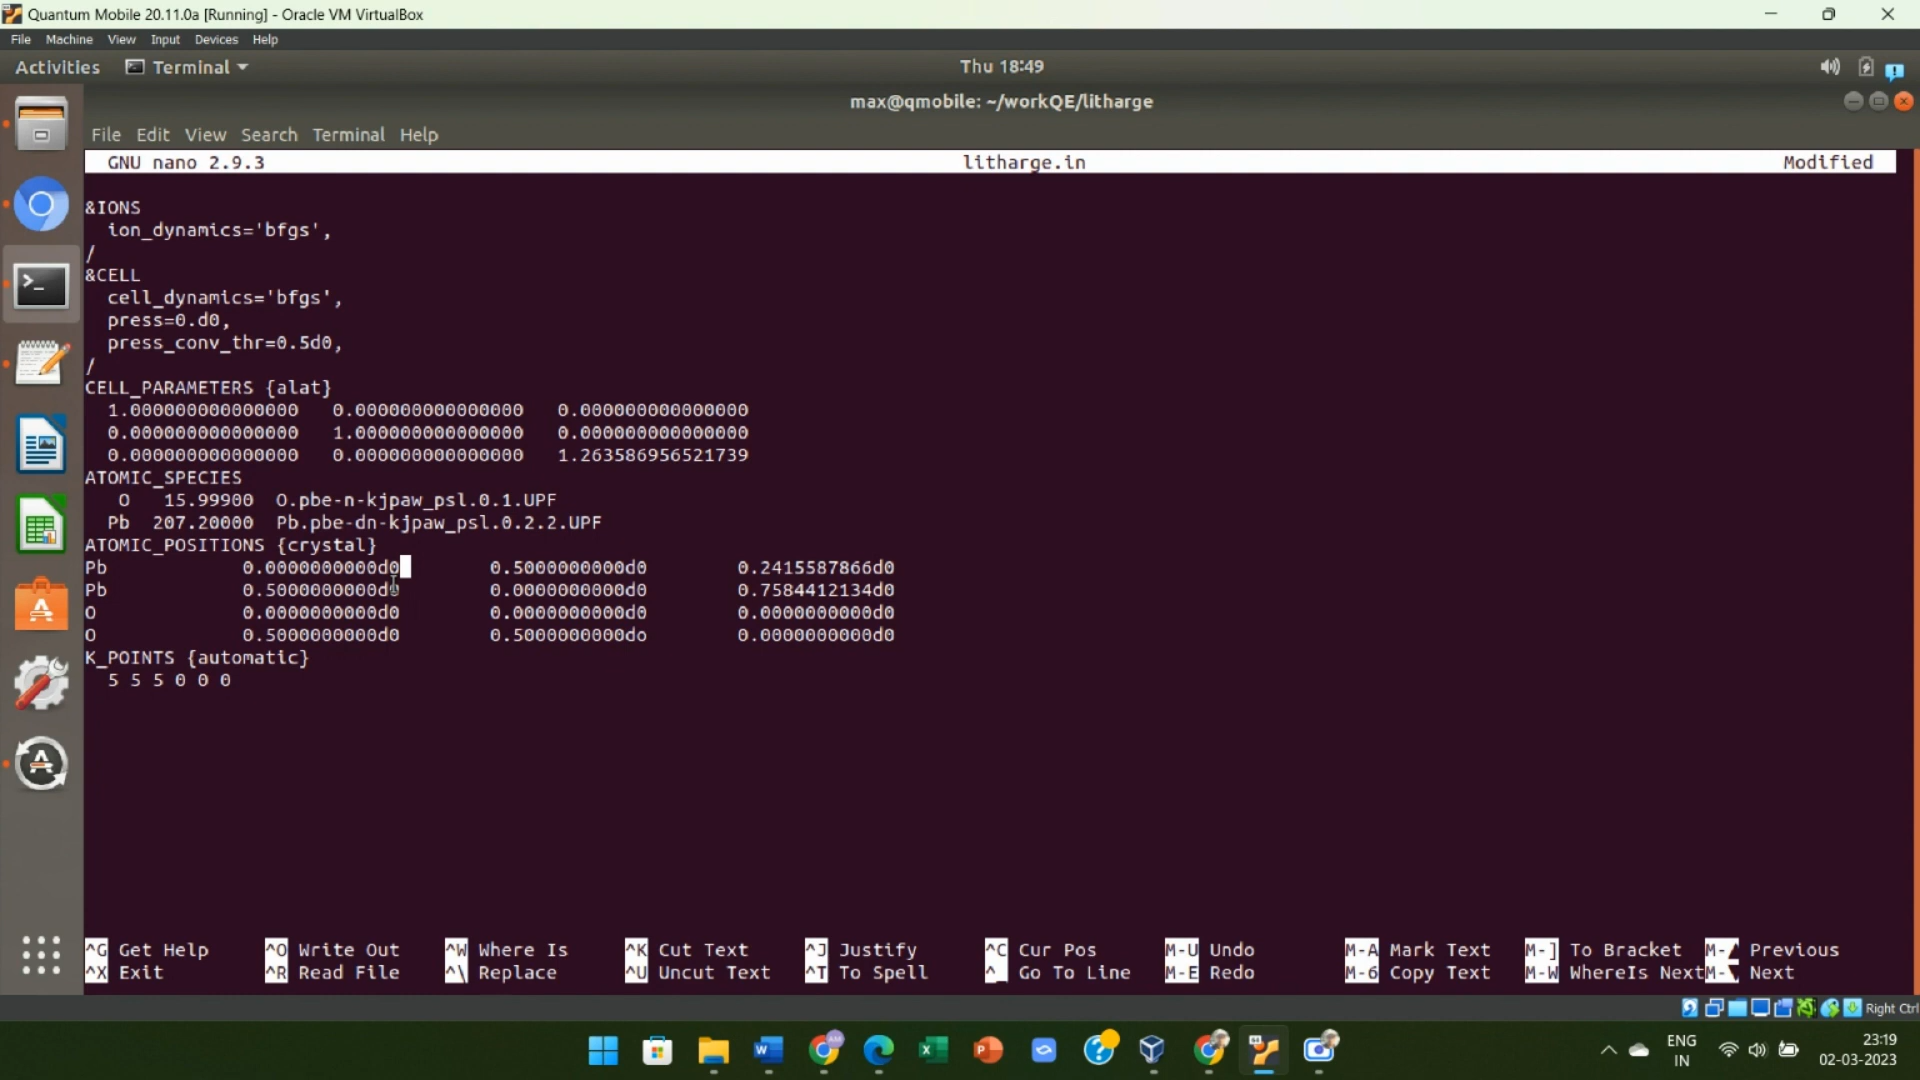 Quantum Mobile 20.11.0a [Running] - Oracle VM VirtualBox
File Machine View Input Devices Help
Activities Terminal Thu 18:49
max@qmobile: ~/workQE/litharge
File Edit View Search Terminal Help
GNU nano 2.9.3 litharge.in Modified
&IONS
ion_dynamics='bfgs',
/
&CELL
cell_dynamics='bfgs',
press=0.d0,
press_conv_thr=0.5d0,
/
CELL_PARAMETERS {alat}
1.000000000000000 0.000000000000000 0.000000000000000
0.000000000000000 1.000000000000000 0.000000000000000
0.000000000000000 0.000000000000000 1.263586956521739
ATOMIC_SPECIES
O 15.99900 O.pbe-n-kjpaw_psl.0.1.UPF
Pb 207.20000 Pb.pbe-dn-kjpaw_psl.0.2.2.UPF
ATOMIC_POSITIONS {crystal}
Pb 0.0000000000d0 0.5000000000d0 0.2415587866d0
Pb 0.5000000000d0 0.0000000000d0 0.7584412134d0
O 0.0000000000d0 0.0000000000d0 0.0000000000d0
O 0.5000000000d0 0.5000000000do 0.0000000000d0
K_POINTS {automatic}
5 5 5 0 0 0
^G Get Help ^O Write Out ^W Where Is ^K Cut Text ^J Justify ^C Cur Pos M-U Undo M-A Mark Text M-] To Bracket M-/ Previous
^X Exit ^R Read File ^\ Replace ^U Uncut Text ^T To Spell ^_ Go To Line M-E Redo M-6 Copy Text M-W WhereIs Next M-\ Next
Right Ctrl
ENG
IN
23:19
02-03-2023